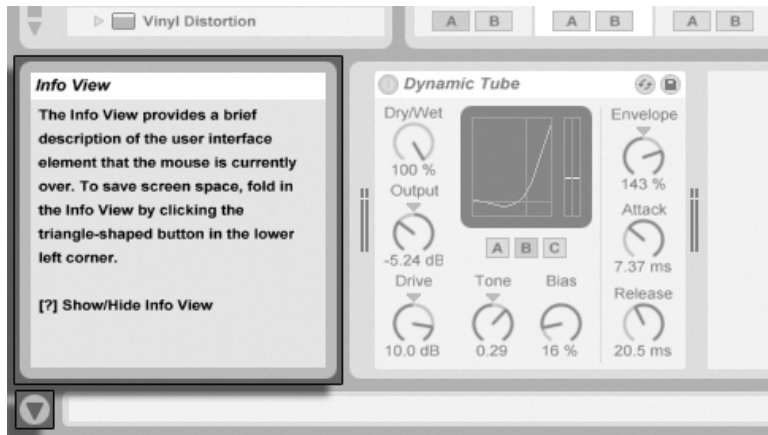 Vinyl Distortion
A B A B A B
Info View
The Info View provides a brief
description of the user interface
element that the mouse is currently
over. To save screen space, fold in
the Info View by clicking the
triangle-shaped button in the lower
left corner.
[?] Show/Hide Info View
Dynamic Tube
Dry/Wet
100 %
Output
-5.24 dB
Drive
10.0 dB
A B C
Tone
0.29
Bias
16 %
Envelope
143 %
Attack
7.37 ms
Release
20.5 ms